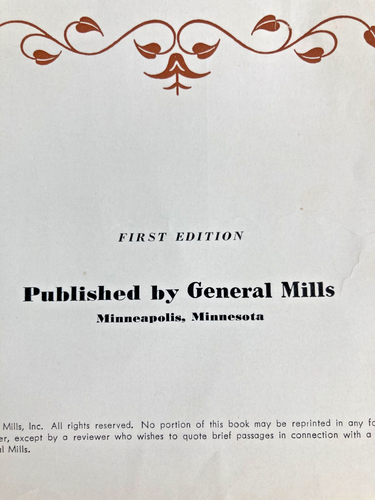 FIRST EDITION
Published by General Mills
Minneapolis, Minnesota
Mills, Inc. All rights reserved. No portion of this book may be reprinted in any fo
er, except by a reviewer who wishes to quote brief passages in connection with a
al Mills.